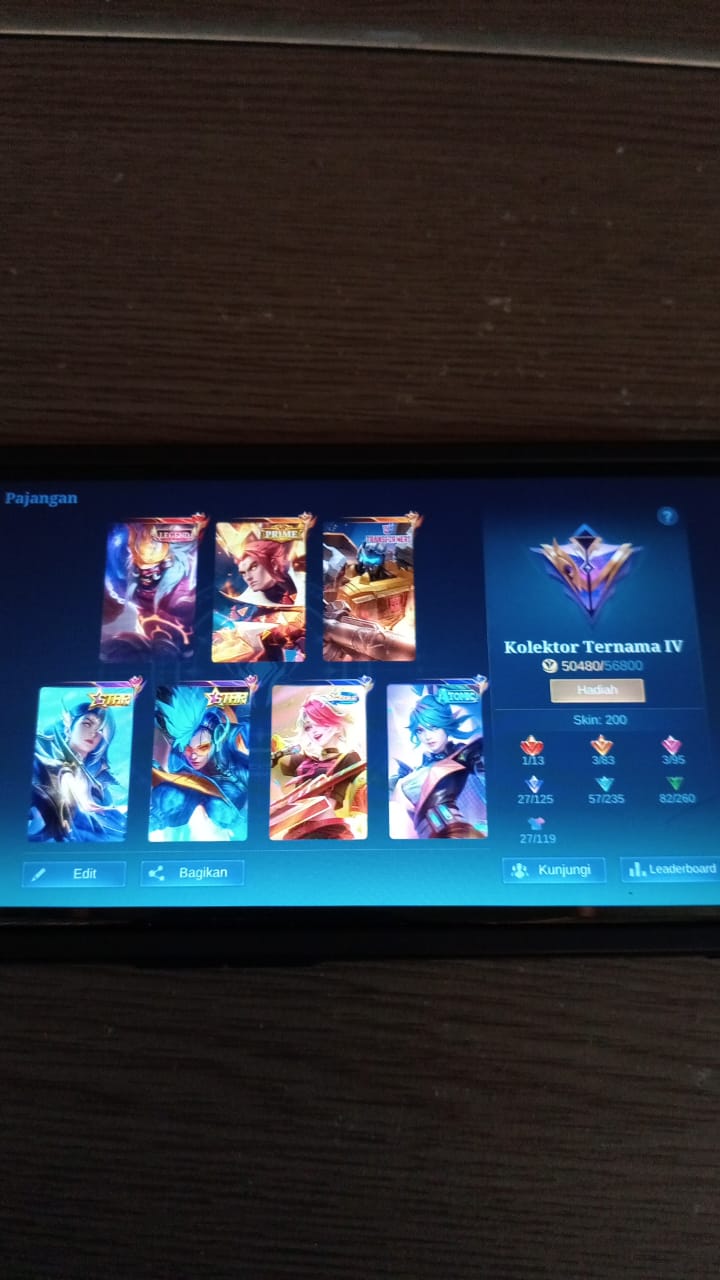 Pajangan
LEGEND
PRIME
TRANSFORMERS
STAR
STAR
ATOMIC
Edit
Bagikan
?
Kolektor Ternama IV
50480/56800
Hadiah
Skin: 200
1/13
3/83
3/95
27/125
57/235
82/260
27/119
Kunjungi
Leaderboard